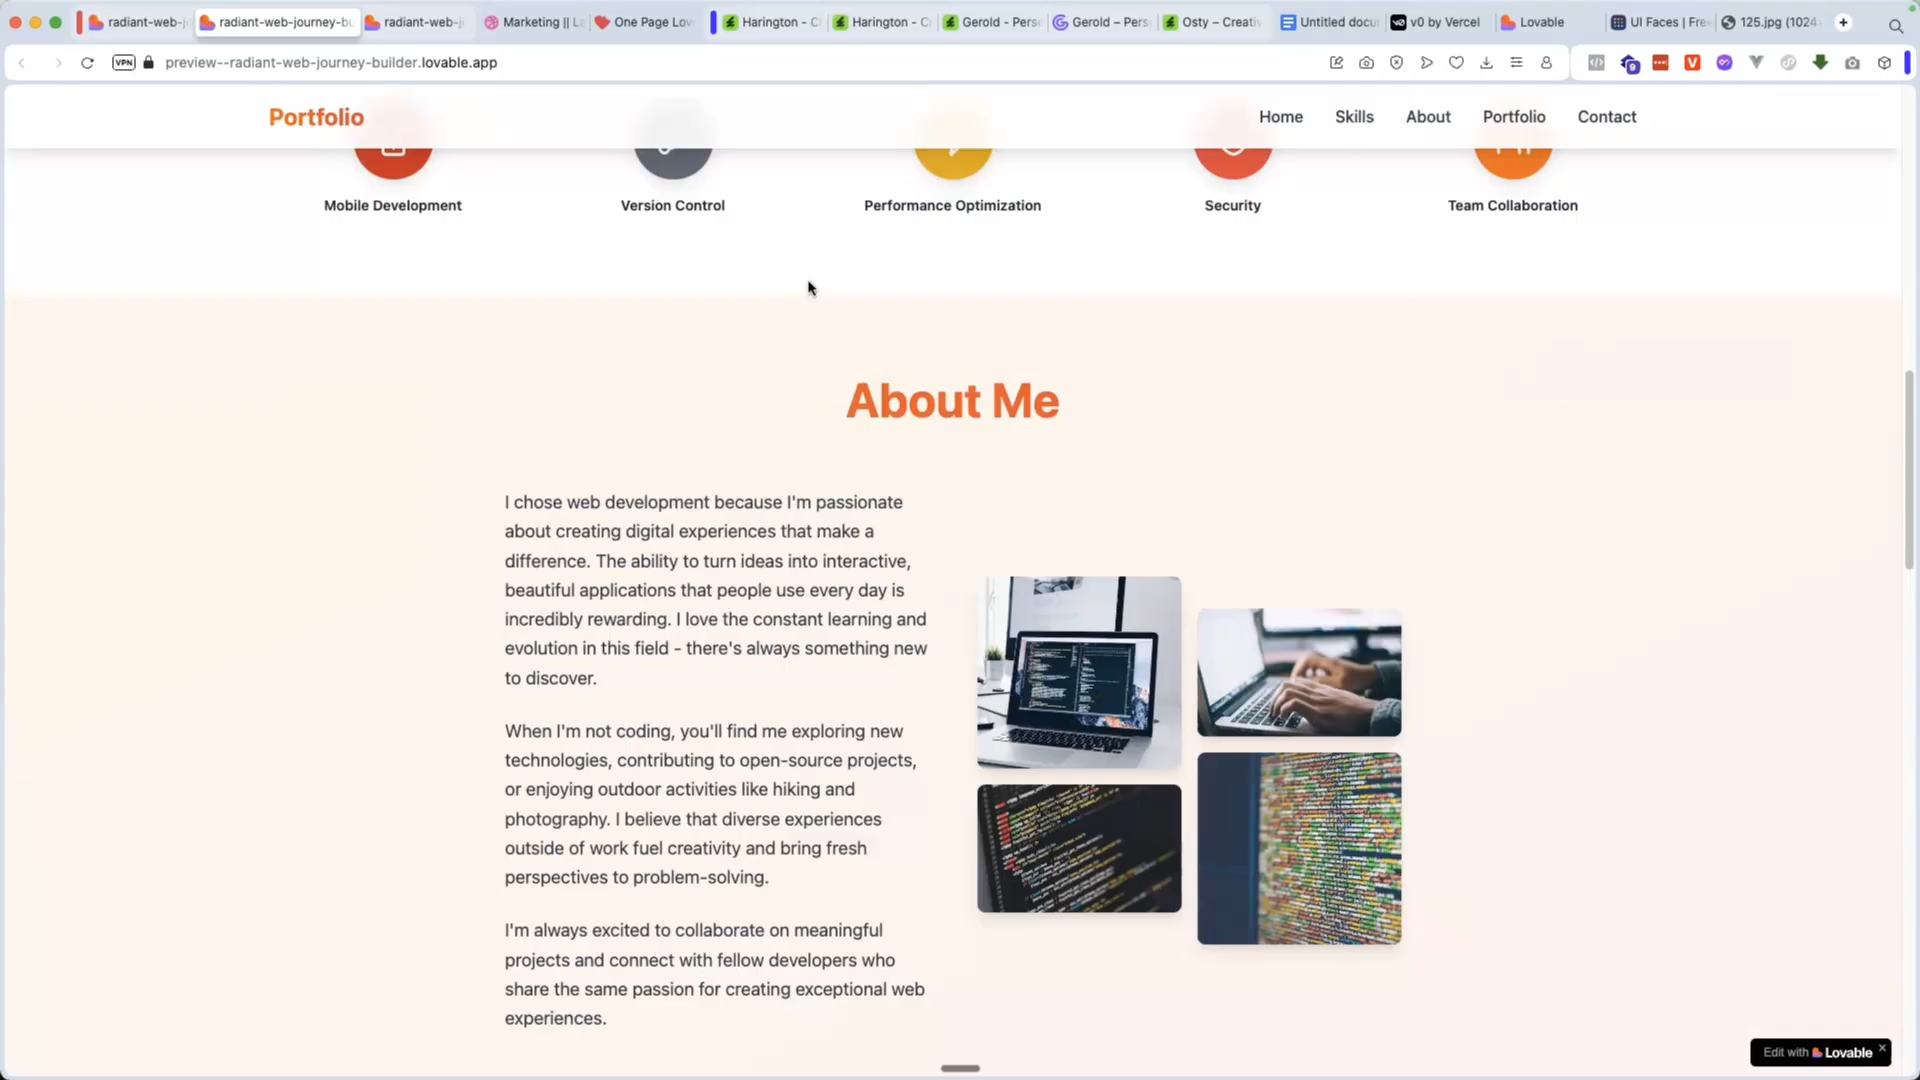 radiant-web-j
radiant-web-journey-bu
radiant-web-j
Marketing || La
One Page Lov
Harington - C
Harington - C
Gerold - Pers
Gerold – Pers
Osty – Creativ
Untitled docu
v0 by Vercel
Lovable
UI Faces | Fre
125.jpg (1024
VPN
preview--radiant-web-journey-builder.lovable.app
9
Portfolio
Home
Skills
About
Portfolio
Contact
Mobile Development
Version Control
Performance Optimization
Security
Team Collaboration
About Me
I chose web development because I'm passionate
about creating digital experiences that make a
difference. The ability to turn ideas into interactive,
beautiful applications that people use every day is
incredibly rewarding. I love the constant learning and
evolution in this field - there's always something new
to discover.
When I'm not coding, you'll find me exploring new
technologies, contributing to open-source projects,
or enjoying outdoor activities like hiking and
photography. I believe that diverse experiences
outside of work fuel creativity and bring fresh
perspectives to problem-solving.
I'm always excited to collaborate on meaningful
projects and connect with fellow developers who
share the same passion for creating exceptional web
experiences.
Edit with Lovable